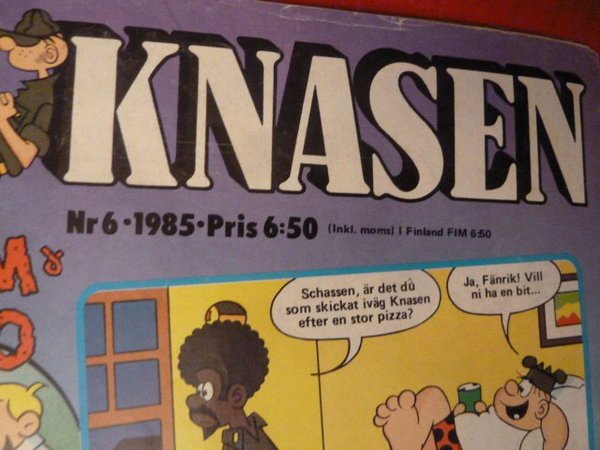 KNASEN
Nr 6 • 1985 • Pris 6:50 (Inkl. moms) I Finland FIM 6:50
M &
O
Schassen, är det dú
som skickat iväg Knasen
efter en stor pizza?
Ja, Fänrik! Vill
ni ha en bit...